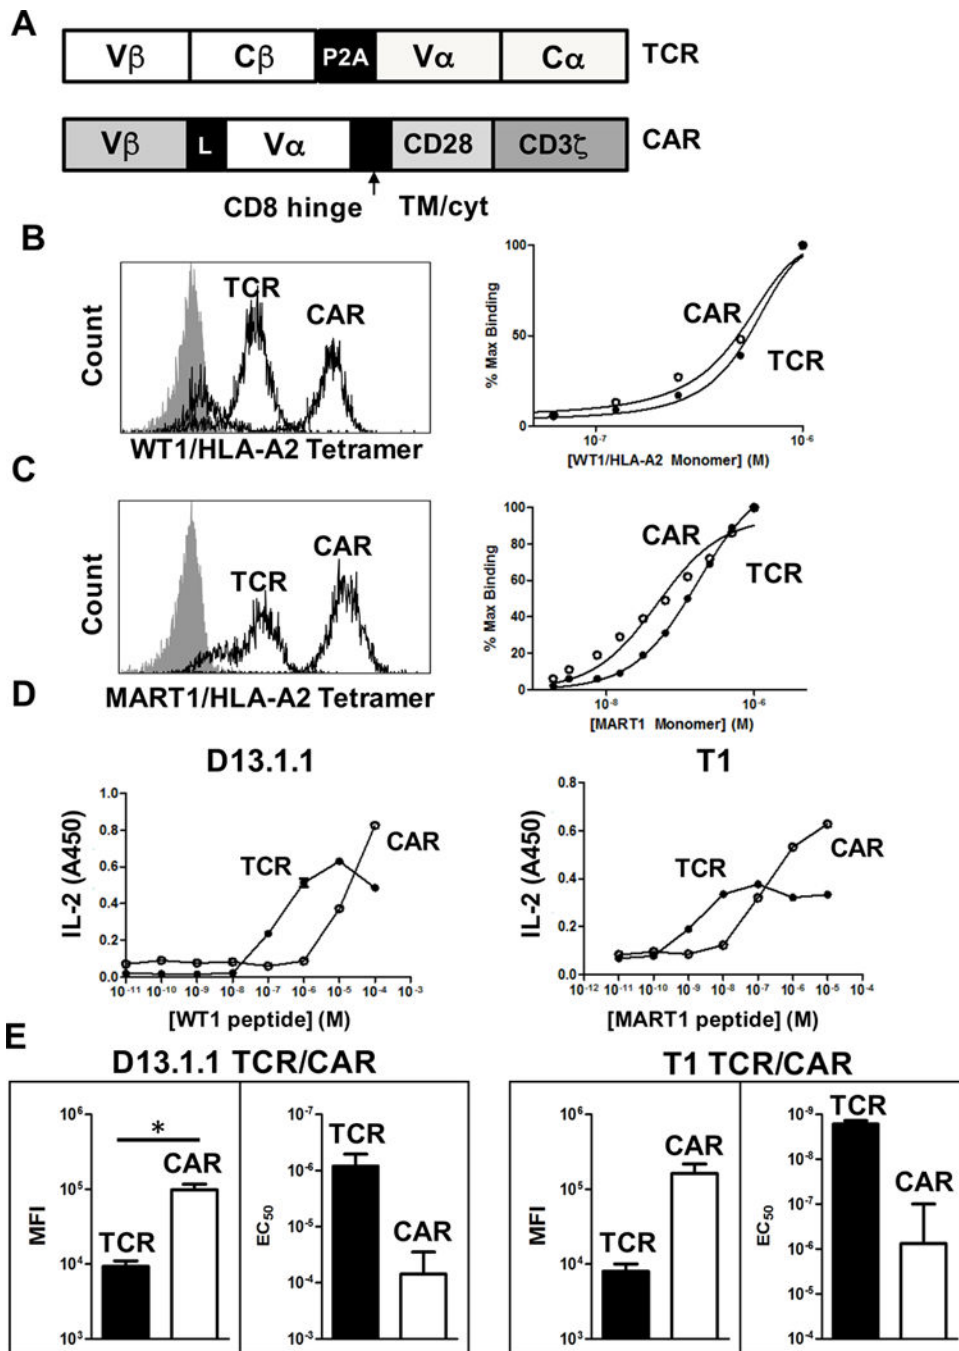 A
Vβ Cβ P2A Vα Cα TCR
Vβ L Vα CD28 CD3ζ CAR
CD8 hinge TM/cyt
B
Count
TCR
CAR
WT1/HLA-A2 Tetramer
% Max Binding
100
50
0
CAR
TCR
10-7 10-6
[WT1/HLA-A2 Monomer] (M)
C
Count
TCR
CAR
MART1/HLA-A2 Tetramer
% Max Binding
100
80
60
40
20
0
CAR
TCR
10-8 10-6
[MART1 Monomer] (M)
D
D13.1.1
IL-2 (A450)
1.0
0.8
0.6
0.4
0.2
0.0
TCR
CAR
10-11 10-10 10-9 10-8 10-7 10-6 10-5 10-4 10-3
[WT1 peptide] (M)
T1
IL-2 (A450)
0.8
0.6
0.4
0.2
0.0
TCR
CAR
10-12 10-11 10-10 10-9 10-8 10-7 10-6 10-5 10-4
[MART1 peptide] (M)
E
D13.1.1 TCR/CAR
MFI
106
105
104
103
*
TCR
CAR
EC50
10-7
10-6
10-5
10-4
10-3
TCR
CAR
T1 TCR/CAR
MFI
106
105
104
103
TCR
CAR
EC50
10-9
10-8
10-7
10-6
10-5
10-4
TCR
CAR